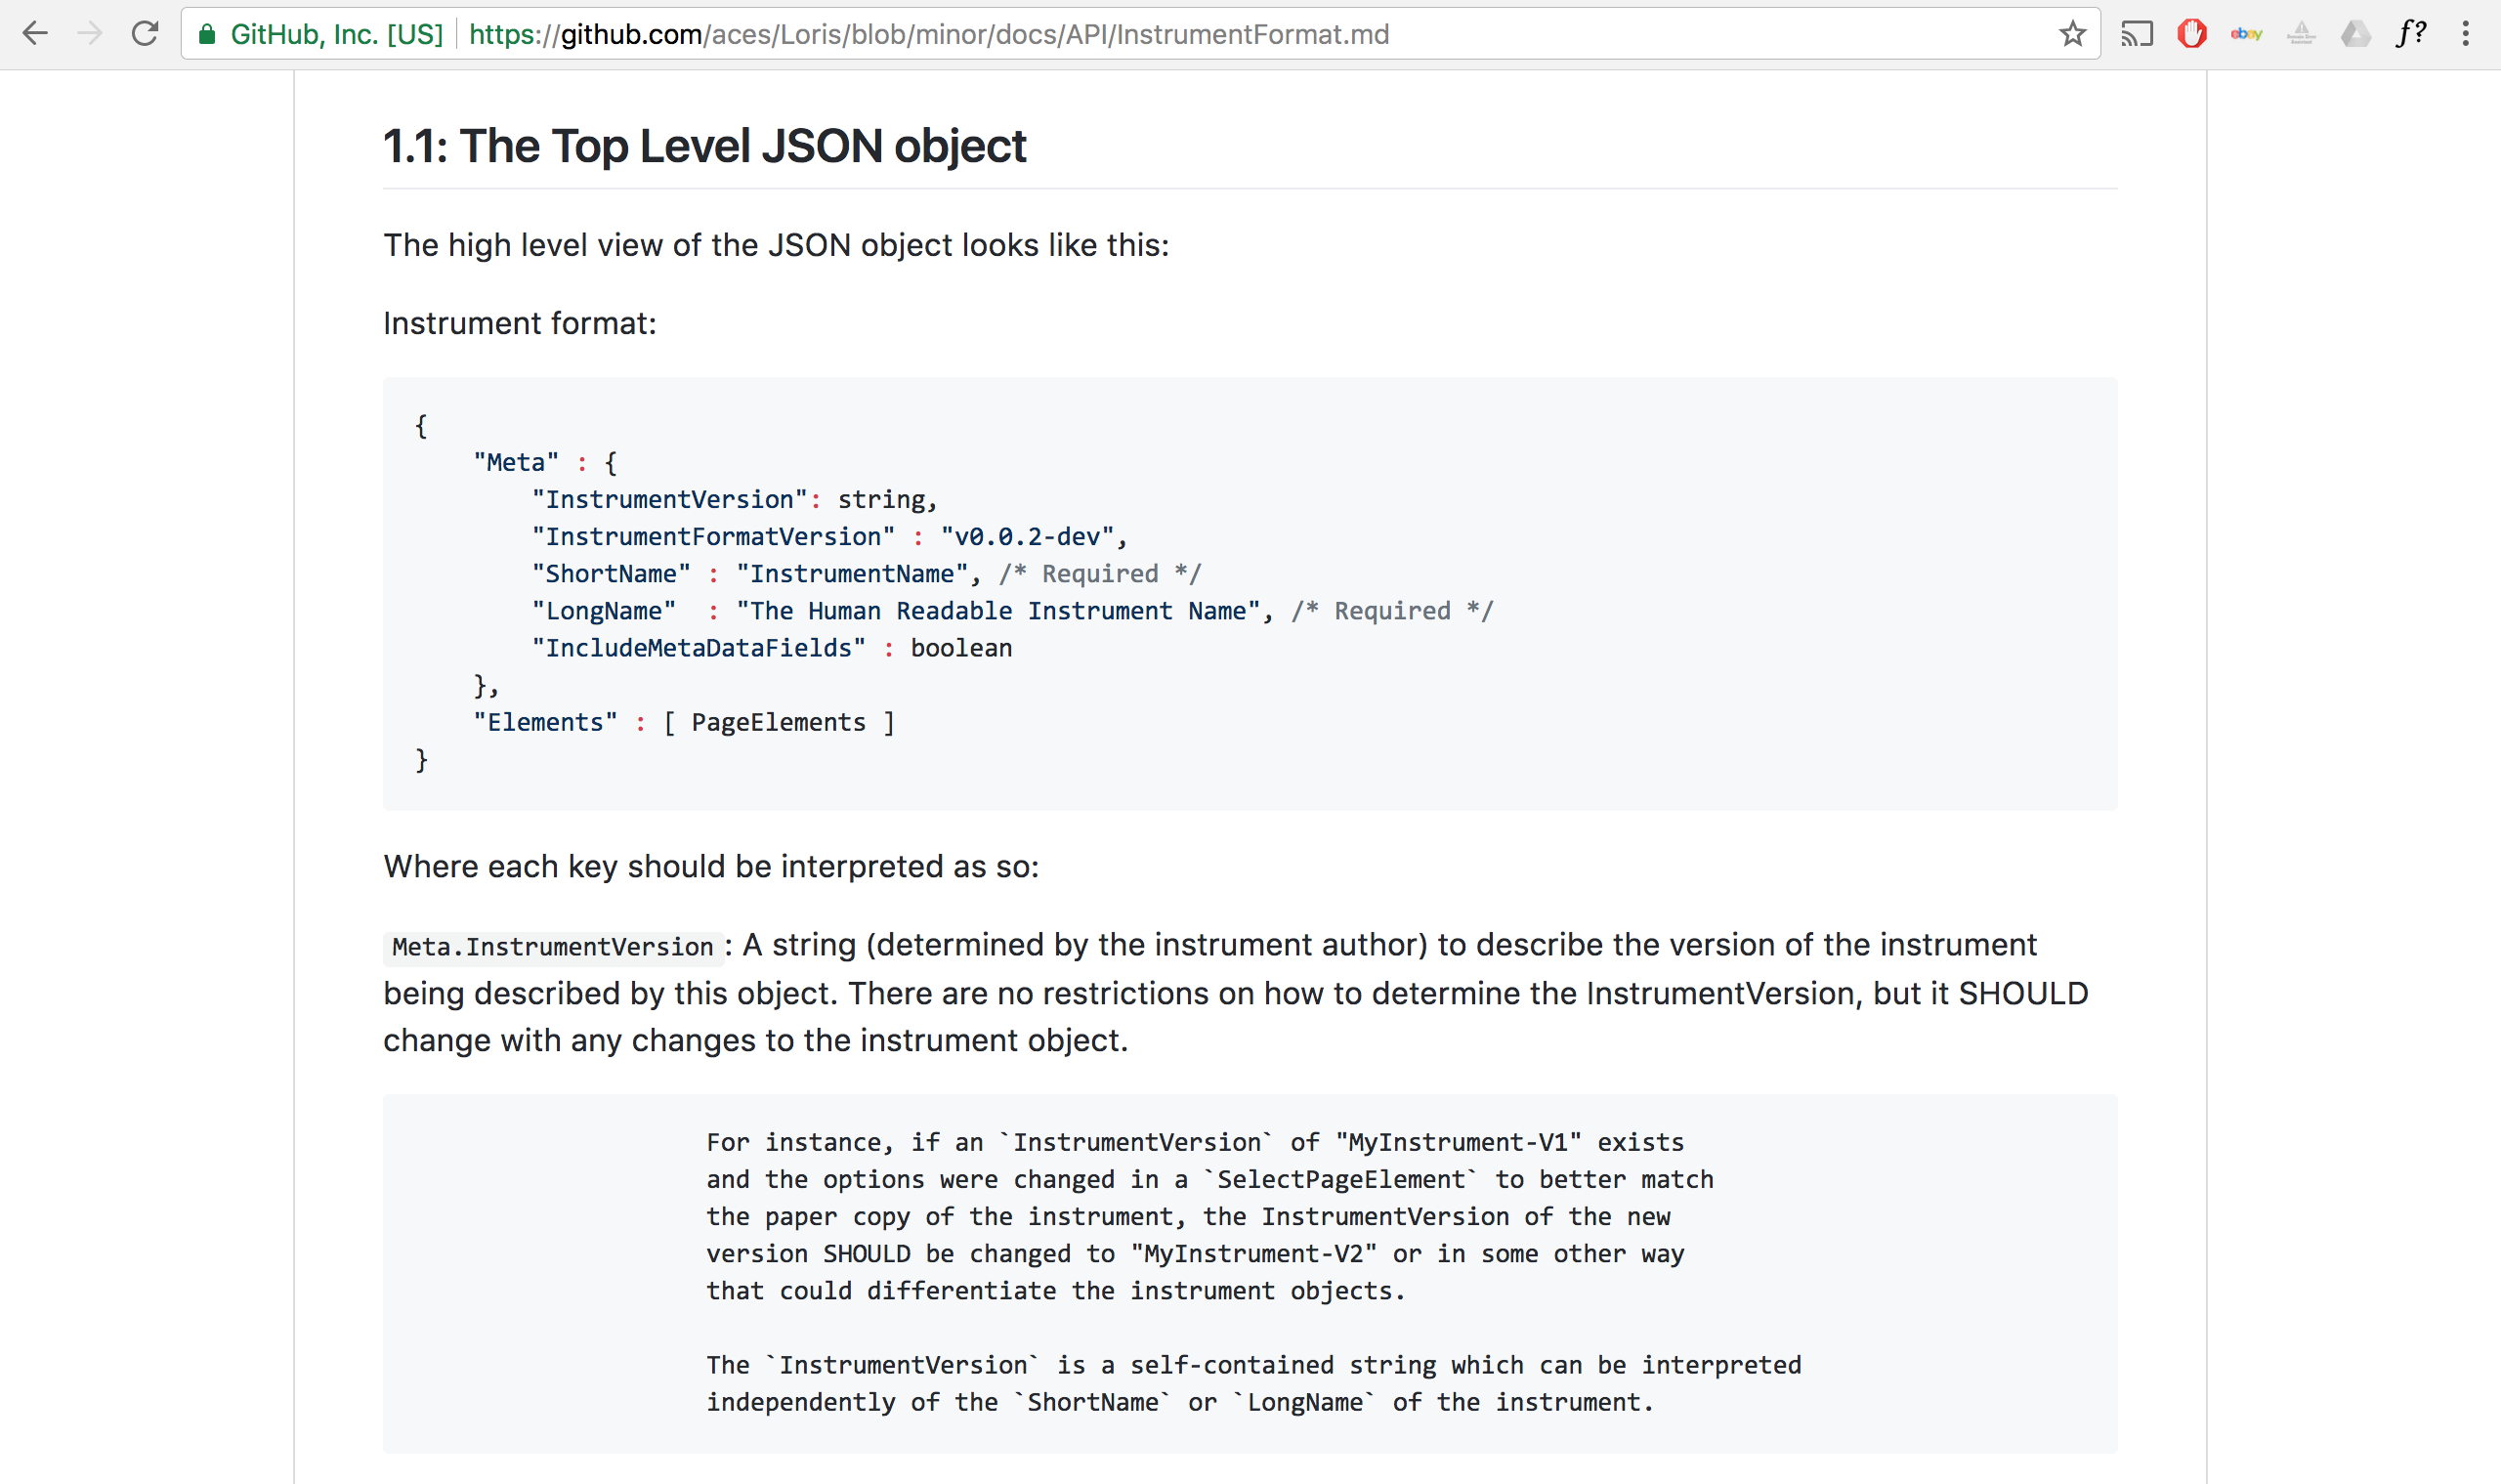 GitHub, Inc. [US] https://github.com/aces/Loris/blob/minor/docs/API/InstrumentFormat.md ebay f?
1.1: The Top Level JSON object
The high level view of the JSON object looks like this:
Instrument format:
{
    "Meta" : {
        "InstrumentVersion": string,
        "InstrumentFormatVersion" : "v0.0.2-dev",
        "ShortName" : "InstrumentName", /* Required */
        "LongName"  : "The Human Readable Instrument Name", /* Required */
        "IncludeMetaDataFields" : boolean
    },
    "Elements" : [ PageElements ]
}
Where each key should be interpreted as so:
Meta.InstrumentVersion : A string (determined by the instrument author) to describe the version of the instrument
being described by this object. There are no restrictions on how to determine the InstrumentVersion, but it SHOULD
change with any changes to the instrument object.
For instance, if an `InstrumentVersion` of "MyInstrument-V1" exists
and the options were changed in a `SelectPageElement` to better match
the paper copy of the instrument, the InstrumentVersion of the new
version SHOULD be changed to "MyInstrument-V2" or in some other way
that could differentiate the instrument objects.
The `InstrumentVersion` is a self-contained string which can be interpreted
independently of the `ShortName` or `LongName` of the instrument.